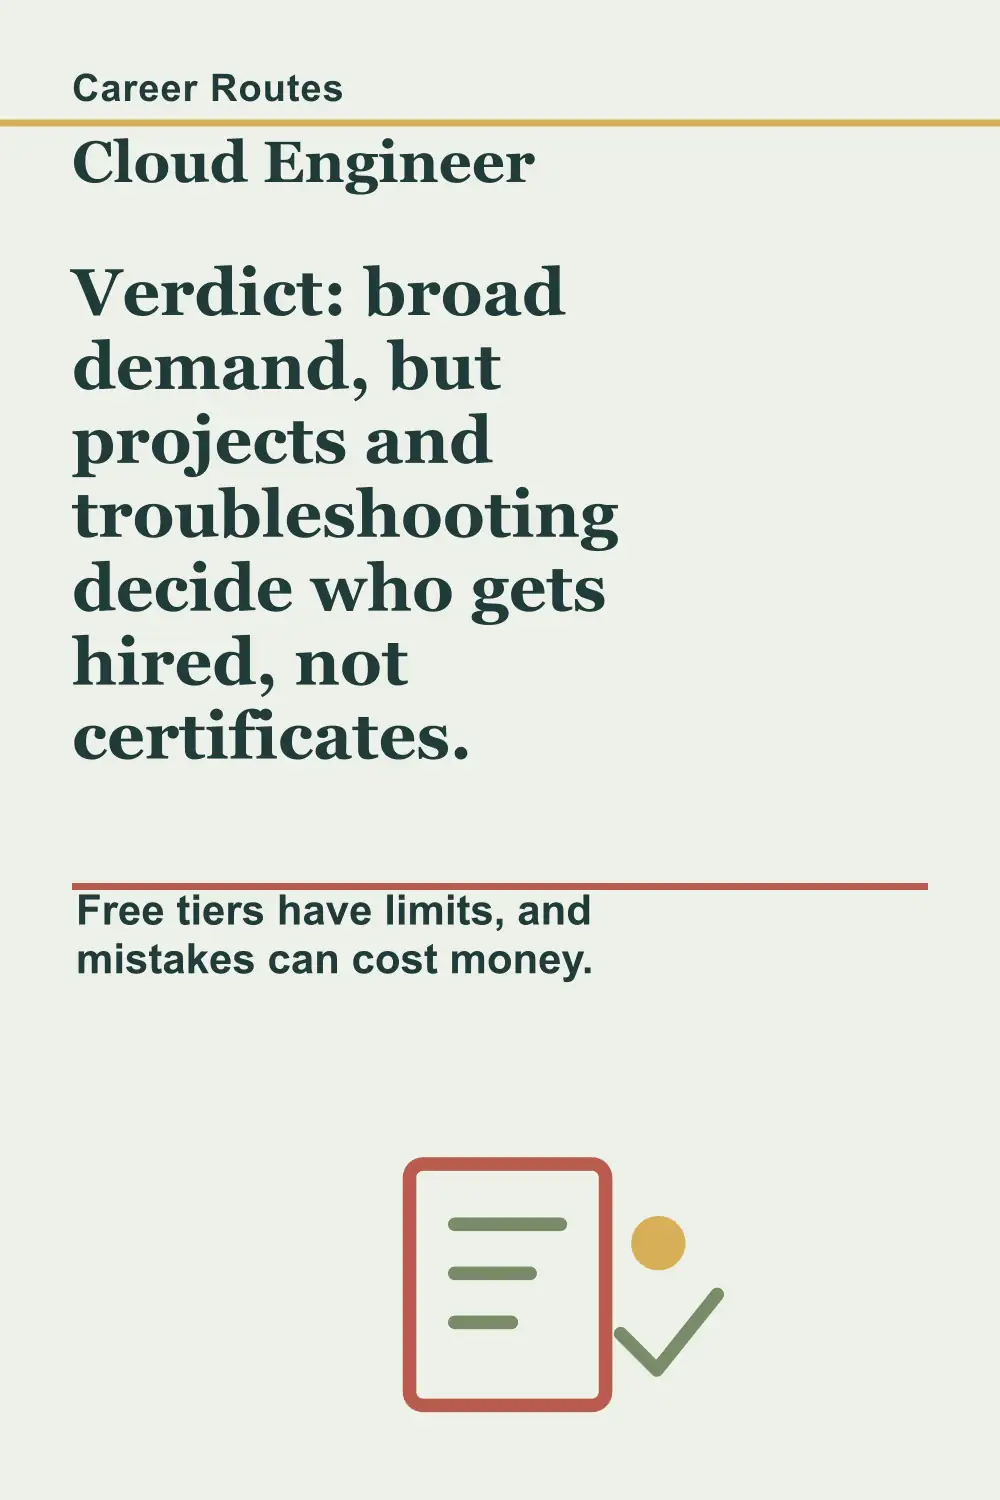 Career Routes
Cloud Engineer
Verdict: broad
demand, but
projects and
troubleshooting
decide who gets
hired, not
certificates.
Free tiers have limits, and
mistakes can cost money.